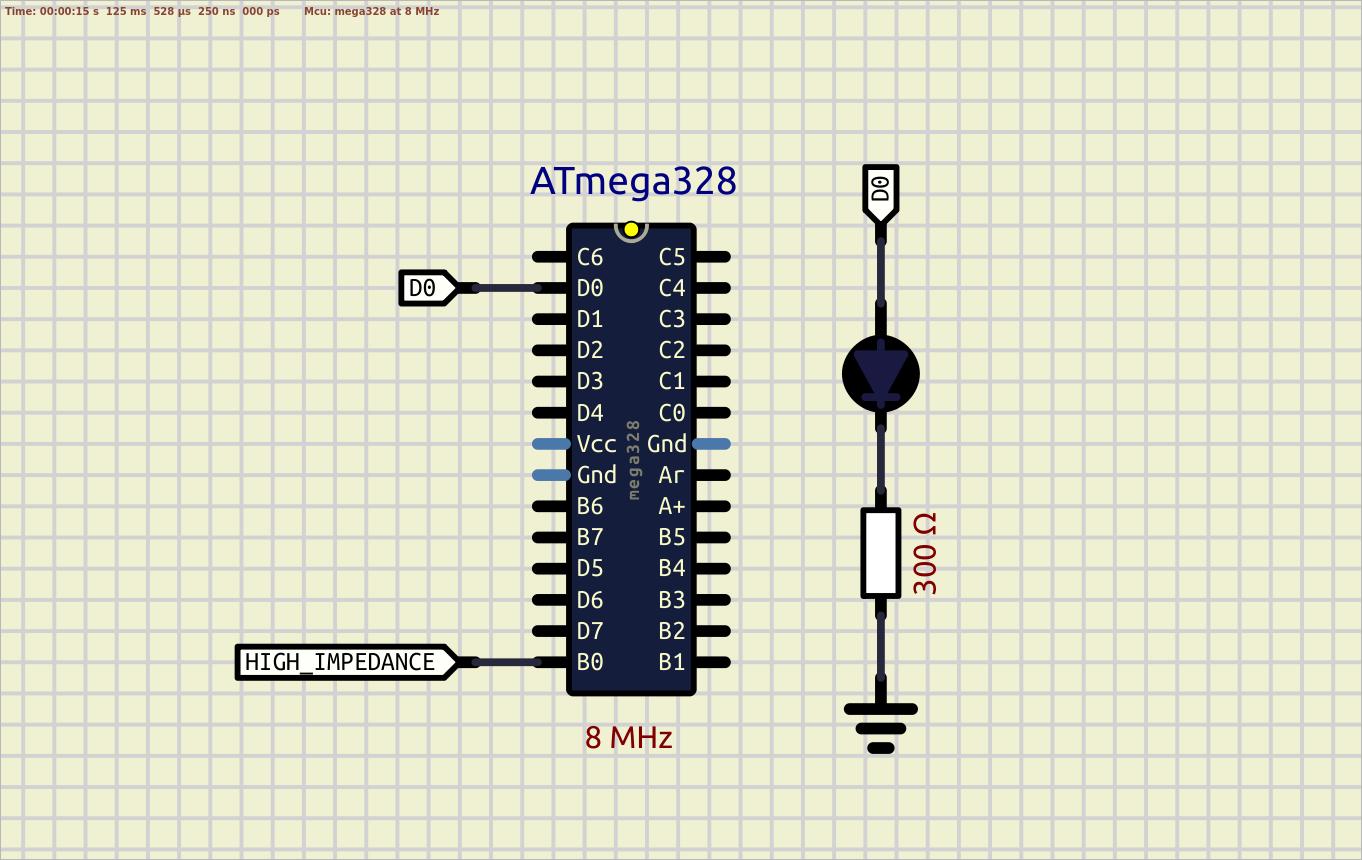 Time: 00:00:15 s 125 ms 528 µs 250 ns 000 ps Mcu: mega328 at 8 MHz
ATmega328
D0
C6 C5
D0
D0 C4
D1 C3
D2 C2
D3 C1
D4 C0
Vcc Gnd
mega328
Gnd Ar
B6 A+
B7 B5
D5 B4
300 Ω
D6 B3
D7 B2
HIGH_IMPEDANCE
B0 B1
8 MHz